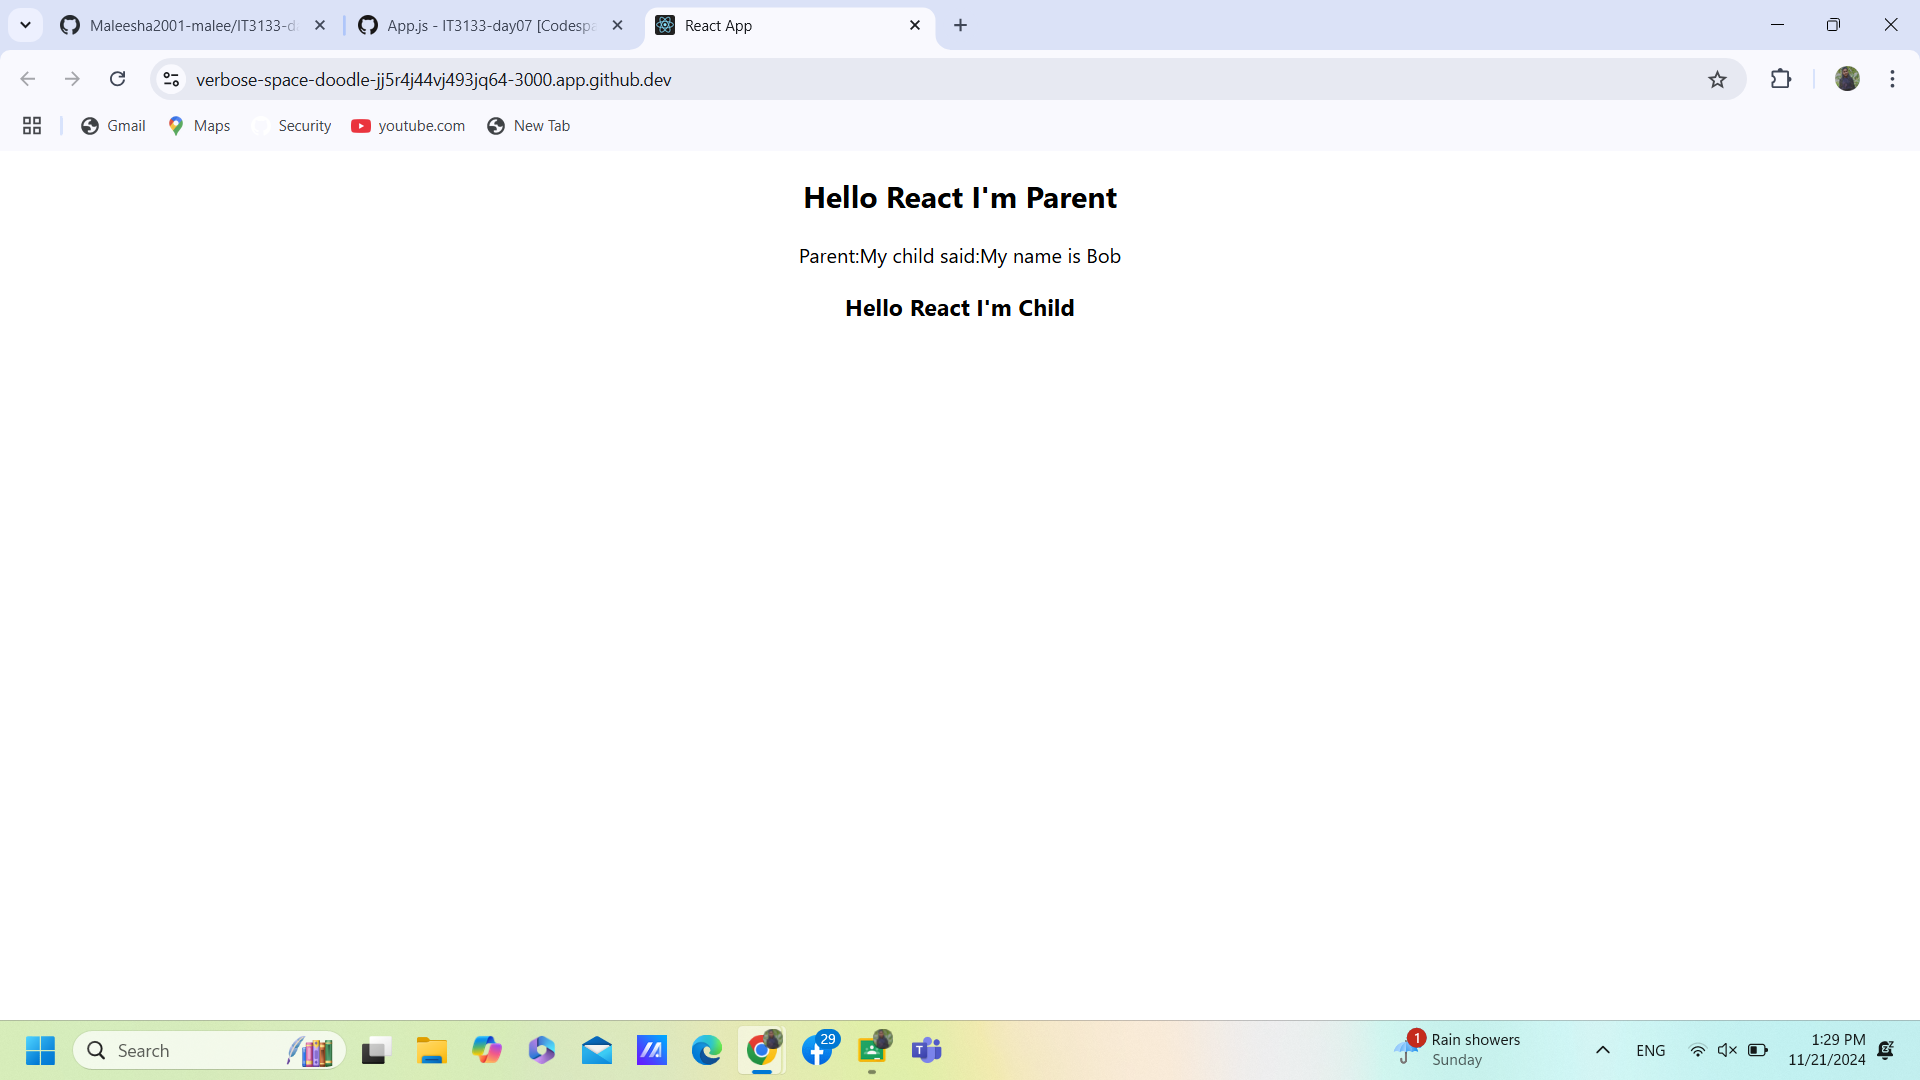 Maleesha2001-malee/IT3133-da
App.js - IT3133-day07 [Codespa
React App
verbose-space-doodle-jj5r4j44vj493jq64-3000.app.github.dev
Gmail
Maps
Security
youtube.com
New Tab
Hello React I'm Parent
Parent:My child said:My name is Bob
Hello React I'm Child
Search
29
1
Rain showers
Sunday
ENG
1:29 PM
11/21/2024